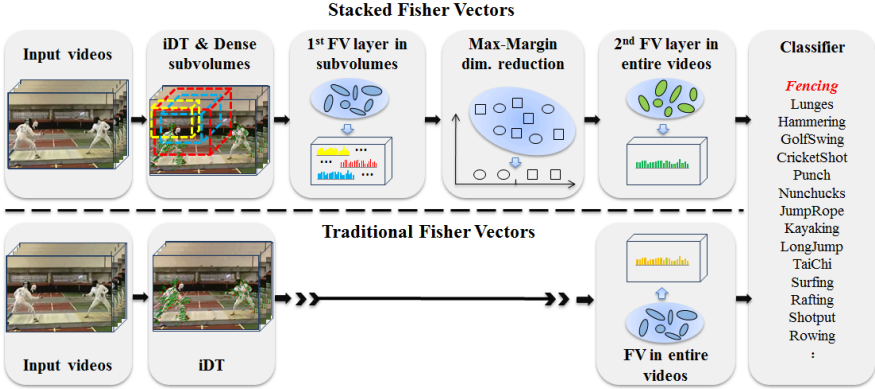 Stacked Fisher Vectors
Input videos
iDT & Dense
subvolumes
1st FV layer in
subvolumes
Max-Margin
dim. reduction
2nd FV layer in
entire videos
Classifier
...
...
...
Fencing
Lunges
Hammering
GolfSwing
CricketShot
Punch
Nunchucks
JumpRope
Kayaking
LongJump
TaiChi
Surfing
Rafting
Shotput
Rowing
:
Traditional Fisher Vectors
Input videos
iDT
FV in entire
videos